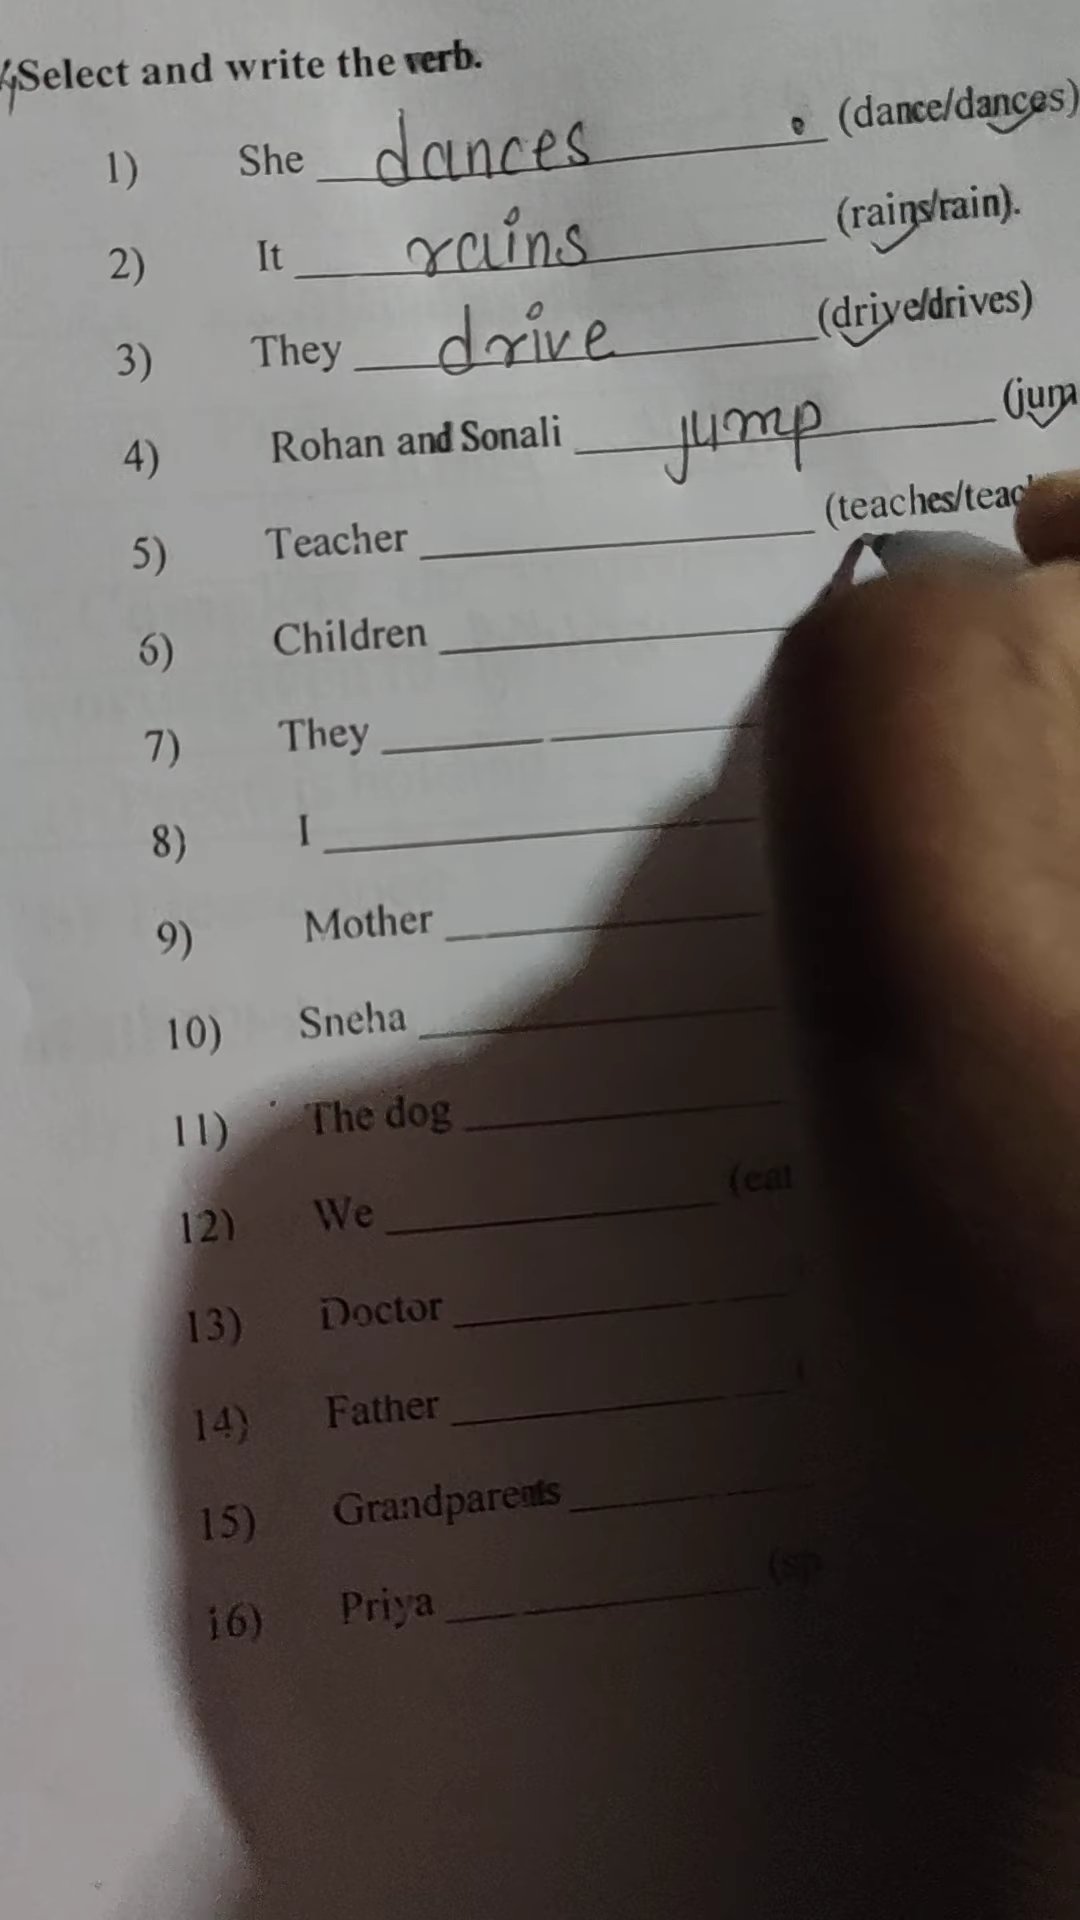 Select and write the verb.
1) She dances . (dance/dances)
2) It rains (rains/rain).
3) They drive (drive/drives)
4) Rohan and Sonali jump
5) Teacher (teaches/
6) Children
7) They
8) I
9) Mother
10) Sneha
11) The dog
12) We (eat
13) Doctor
14) Father
15) Grandparents
16) Priya